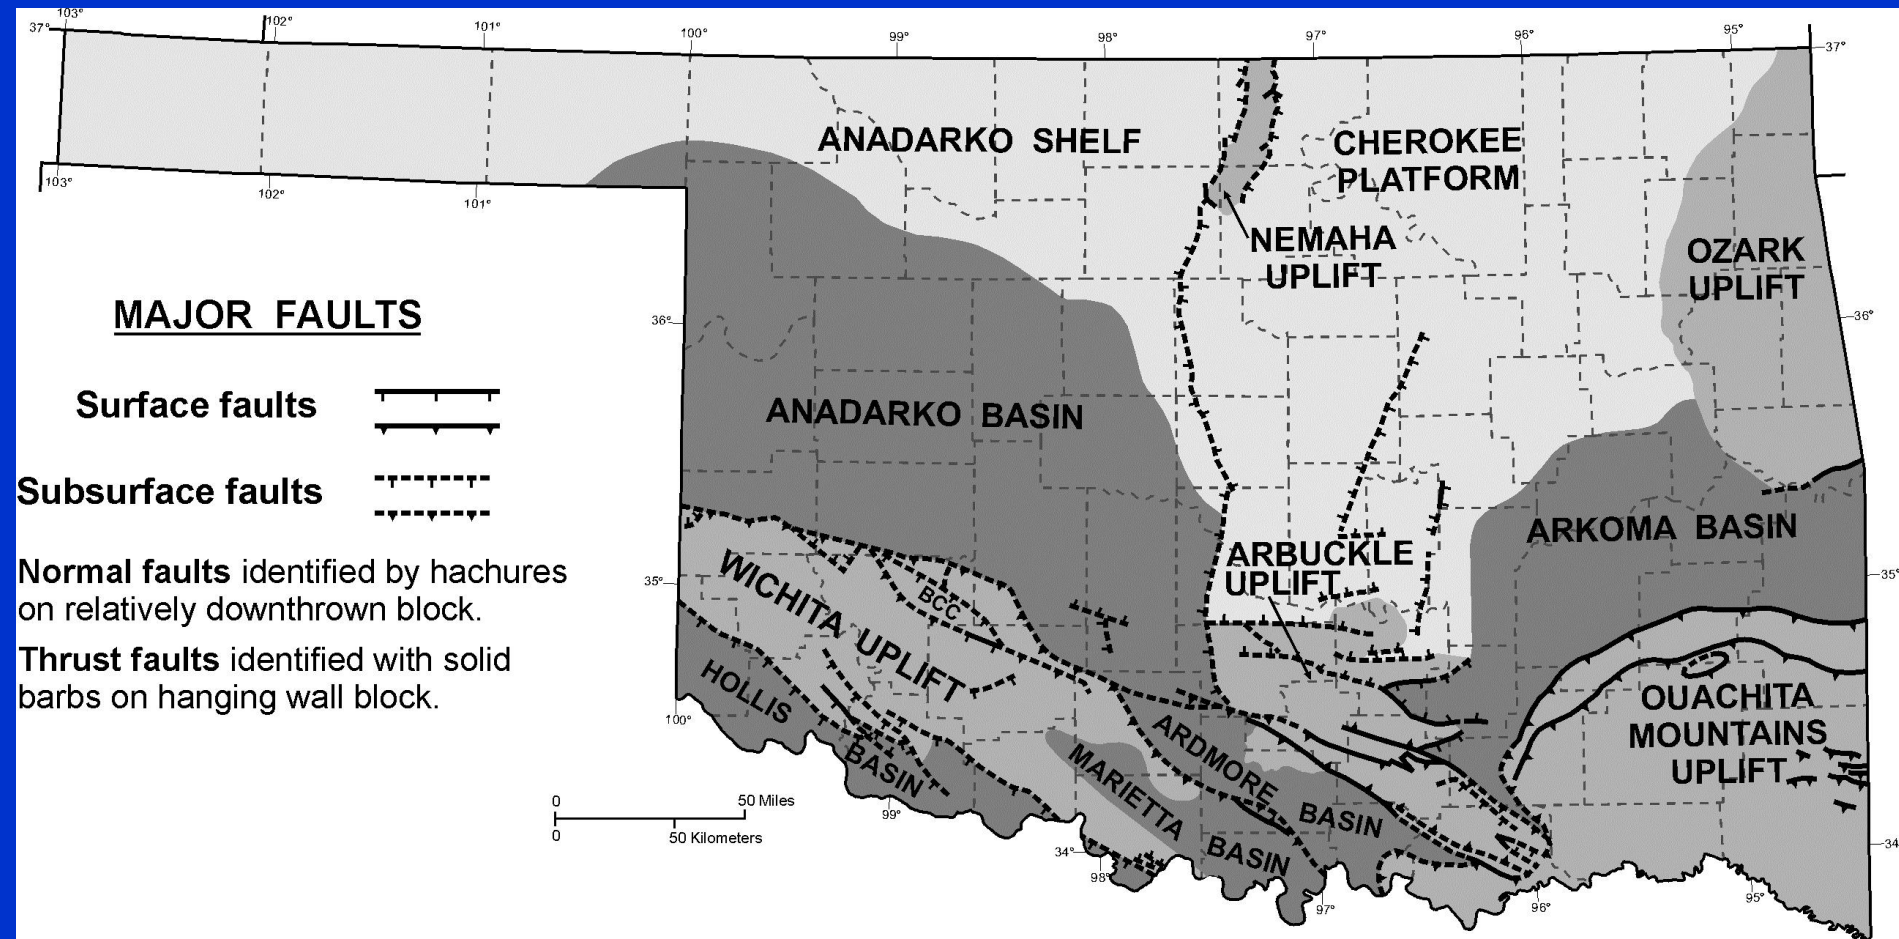 103°
102°
101°
100°
99°
98°
97°
96°
95°
37°
37°
103°
102°
101°
ANADARKO SHELF
CHEROKEE
PLATFORM
NEMAHA
UPLIFT
OZARK
UPLIFT
MAJOR FAULTS
36°
36°
Surface faults
ANADARKO BASIN
Subsurface faults
ARKOMA BASIN
Normal faults identified by hachures
on relatively downthrown block.
ARBUCKLE
UPLIFT
35°
35°
WICHITA UPLIFT
BCC
Thrust faults identified with solid
barbs on hanging wall block.
HOLLIS
BASIN
100°
OUACHITA
MOUNTAINS
UPLIFT
ARDMORE
BASIN
MARIETTA
BASIN
0 50 Miles
0 50 Kilometers
99°
34°
34
98°
97°
96°
95°